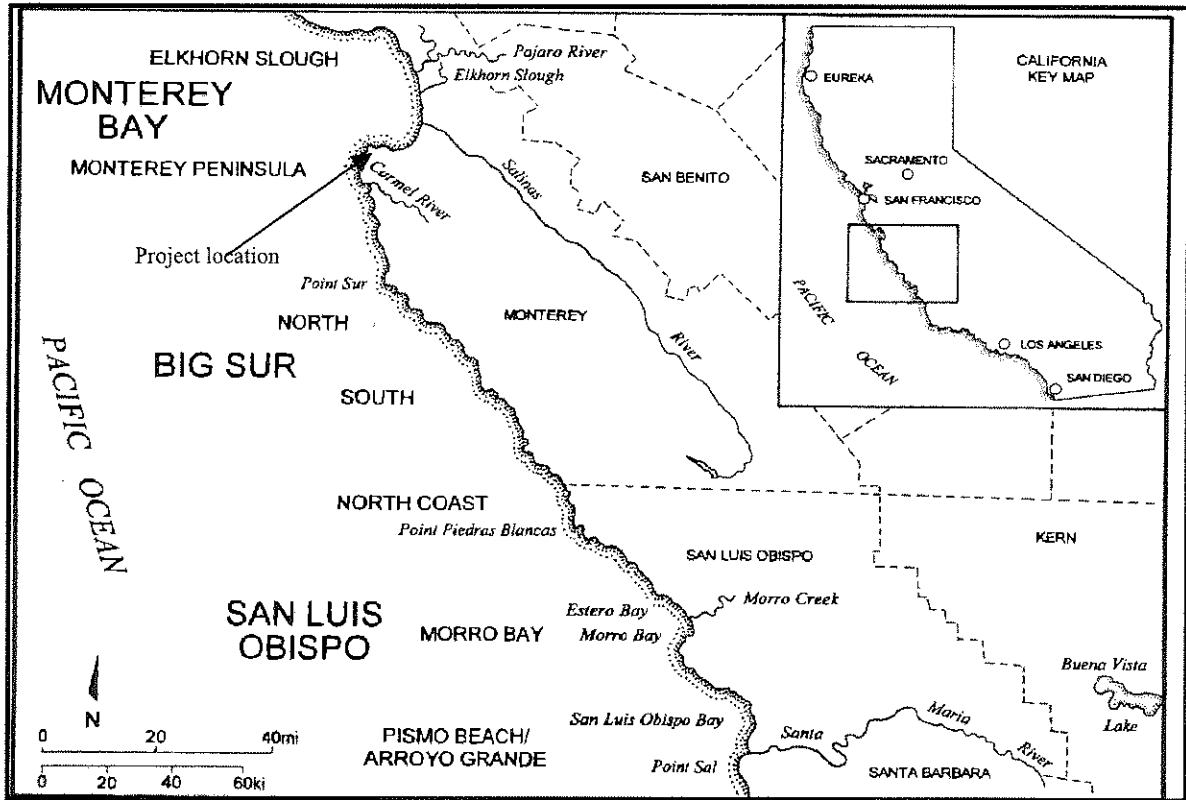 ELKHORN SLOUGH
Pajaro River
Elkhorn Slough
MONTEREY
BAY
MONTEREY PENINSULA
Carmel River
Salinas
River
SAN BENITO
Project location
Point Sur
NORTH
MONTEREY
BIG SUR
SOUTH
PACIFIC OCEAN
NORTH COAST
Point Piedras Blancas
KERN
SAN LUIS OBISPO
SAN LUIS
OBISPO
Estero Bay
Morro Creek
MORRO BAY
Morro Bay
Buena Vista
Lake
N
San Luis Obispo Bay
Santa Maria River
PISMO BEACH/
ARROYO GRANDE
Point Sal
SANTA BARBARA
0 20 40mi
0 20 40 60ki
CALIFORNIA
KEY MAP
EUREKA
SACRAMENTO
SAN FRANCISCO
PACIFIC
OCEAN
LOS ANGELES
SAN DIEGO